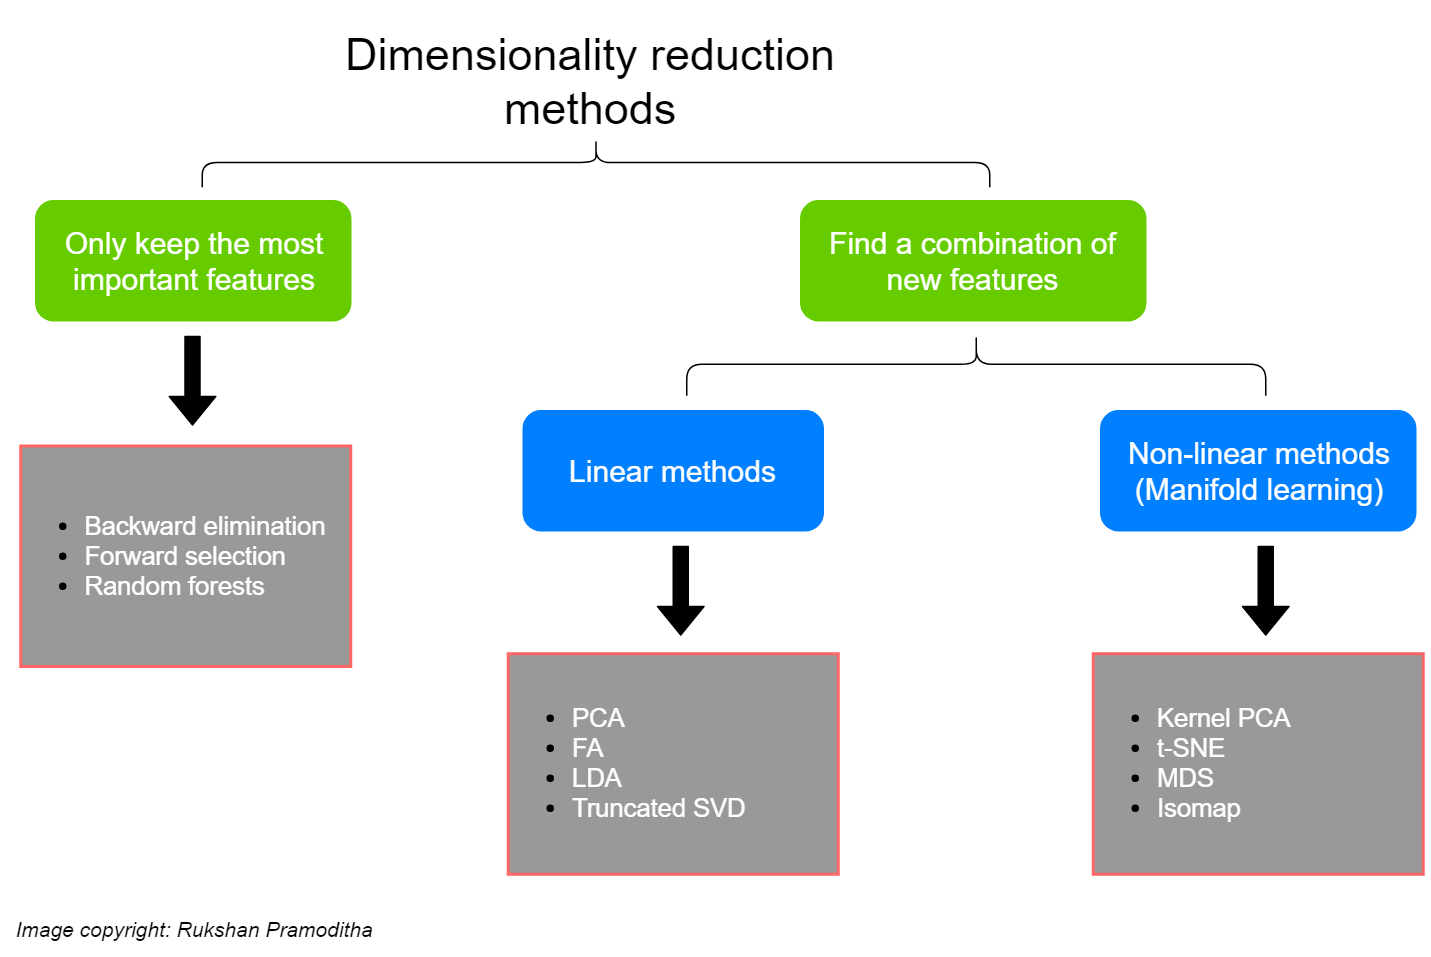 Dimensionality reduction
methods
Only keep the most
important features
Find a combination of
new features
Backward elimination
Forward selection
Random forests
Linear methods
Non-linear methods
(Manifold learning)
PCA
FA
LDA
Truncated SVD
Kernel PCA
t-SNE
MDS
Isomap
Image copyright: Rukshan Pramoditha